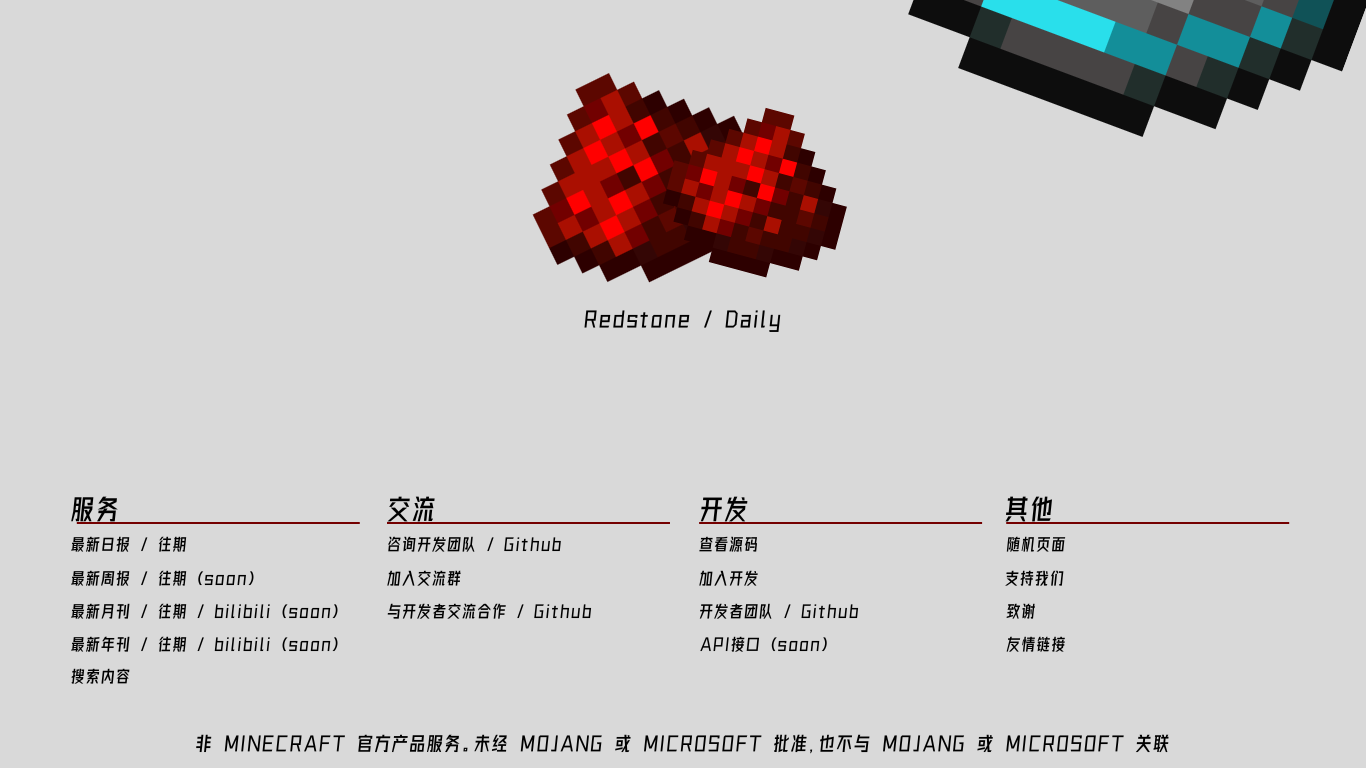 Redstone / Daily
服务
最新日报 / 往期
最新周报 / 往期 (soon)
最新月刊 / 往期 / bilibili (soon)
最新年刊 / 往期 / bilibili (soon)
搜索内容
交流
咨询开发团队 / Github
加入交流群
与开发者交流合作 / Github
开发
查看源码
加入开发
开发者团队 / Github
API接口 (soon)
其他
随机页面
支持我们
致谢
友情链接
非 MINECRAFT 官方产品服务。未经 MOJANG 或 MICROSOFT 批准, 也不与 MOJANG 或 MICROSOFT 关联